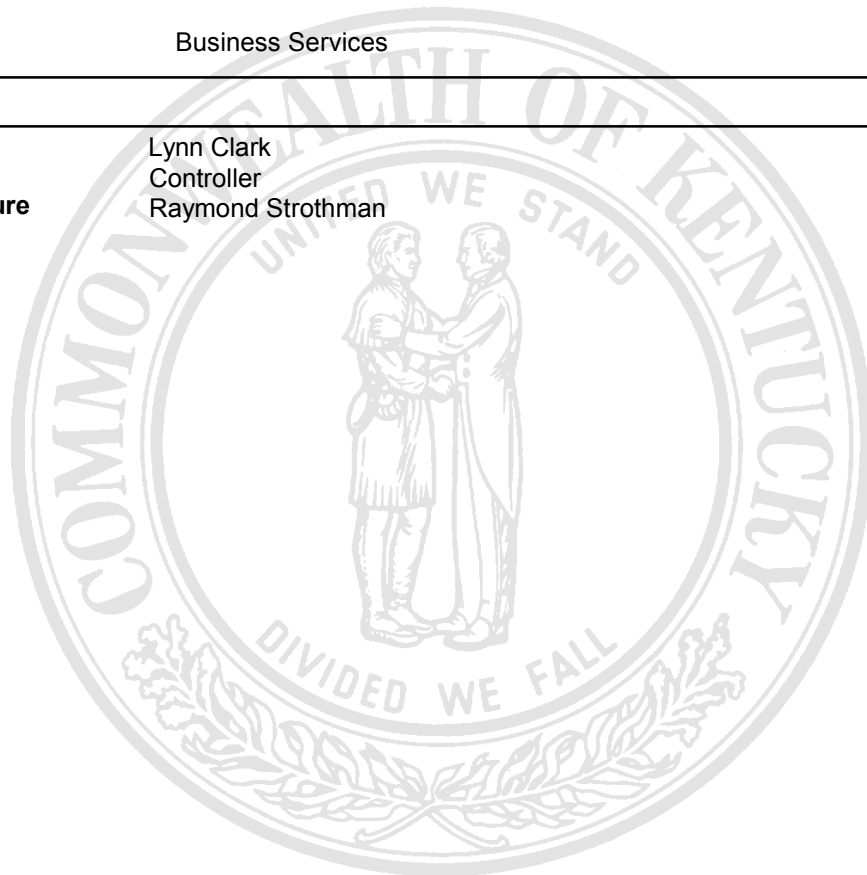 Business Services
Lynn Clark
Controller
ure Raymond Strothman
COMMONWEALTH OF KENTUCKY
UNITED WE STAND
DIVIDED WE FALL